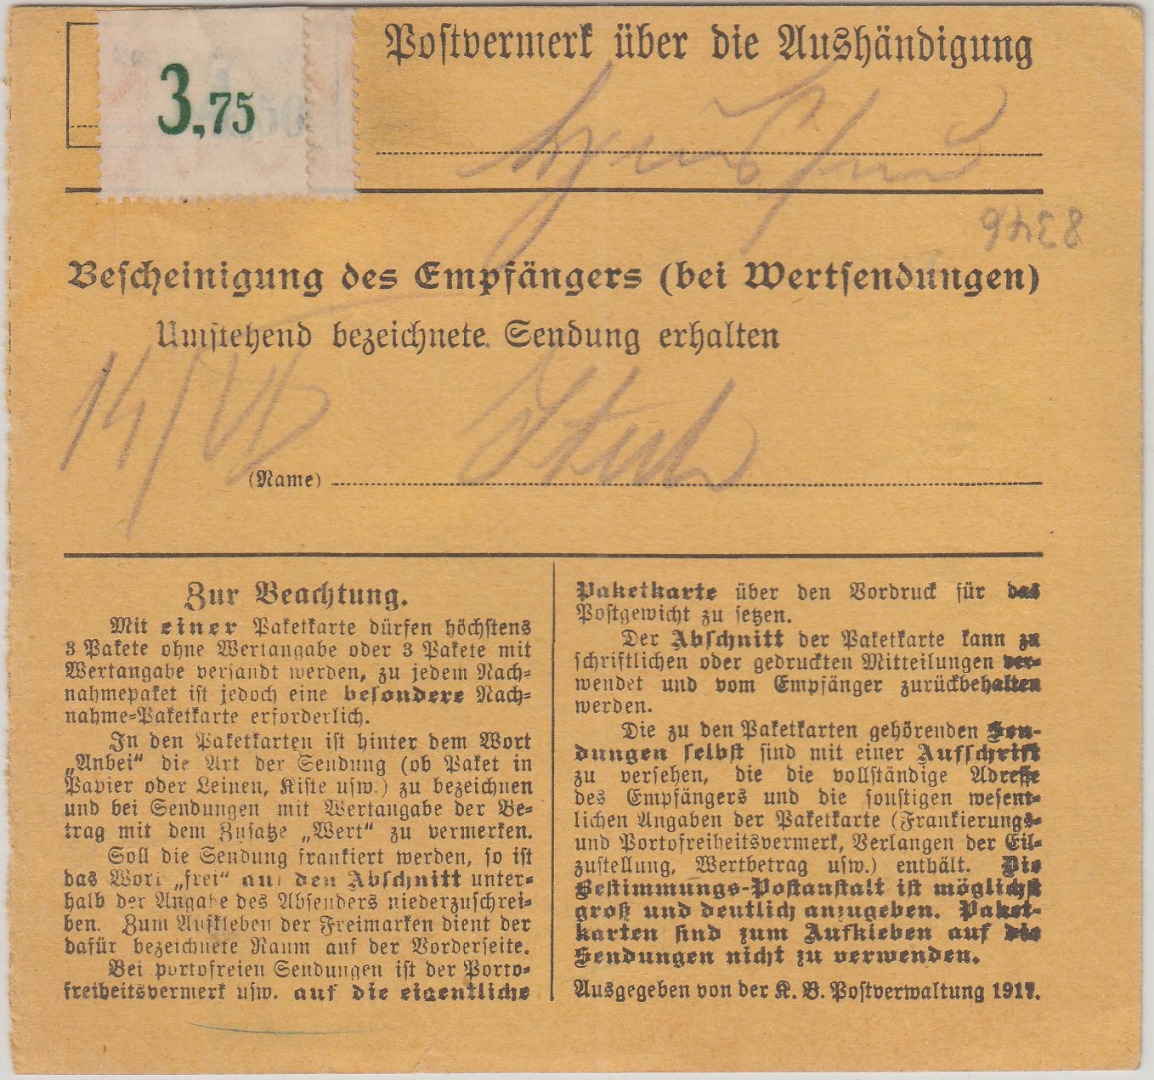 Postvermerk über die Aushändigung
3,75
8346
Bescheinigung des Empfängers (bei Wertsendungen)
Umstehend bezeichnete Sendung erhalten
14/VI
(Name)
Zur Beachtung.
Mit einer Paketkarte dürfen höchstens
3 Pakete ohne Wertangabe oder 3 Pakete mit
Wertangabe versandt werden, zu jedem Nach-
nahmepaket ist jedoch eine besondere Nach-
nahme-Paketkarte erforderlich.
In den Paketkarten ist hinter dem Wort
„Anbei“ die Art der Sendung (ob Paket in
Papier oder Leinen, Kiste usw.) zu bezeichnen
und bei Sendungen mit Wertangabe der Be-
trag mit dem Zusatze „Wert“ zu vermerken.
Soll die Sendung frankiert werden, so ist
das Wort „frei“ auf den Abschnitt unter-
halb der Angabe des Absenders niederzuschrei-
ben. Zum Aufkleben der Freimarken dient der
dafür bezeichnete Raum auf der Vorderseite.
Bei portofreien Sendungen ist der Porto-
freiheitsvermerk usw. auf die eigentliche
Paketkarte über den Vordruck für das
Postgewicht zu setzen.
Der Abschnitt der Paketkarte kann zu
schriftlichen oder gedruckten Mitteilungen ver-
wendet und vom Empfänger zurückbehalten
werden.
Die zu den Paketkarten gehörenden Sen-
dungen selbst sind mit einer Aufschrift
zu versehen, die die vollständige Adresse
des Empfängers und die sonstigen wesent-
lichen Angaben der Paketkarte (Frankierungs-
und Portofreiheitsvermerk, Verlangen der Eil-
zustellung, Wertbetrag usw.) enthält. Die
Bestimmungs-Postanstalt ist möglichst
groß und deutlich anzugeben. Paket-
karten sind zum Aufkleben auf die
Sendungen nicht zu verwenden.
Ausgegeben von der K. B. Postverwaltung 1917.